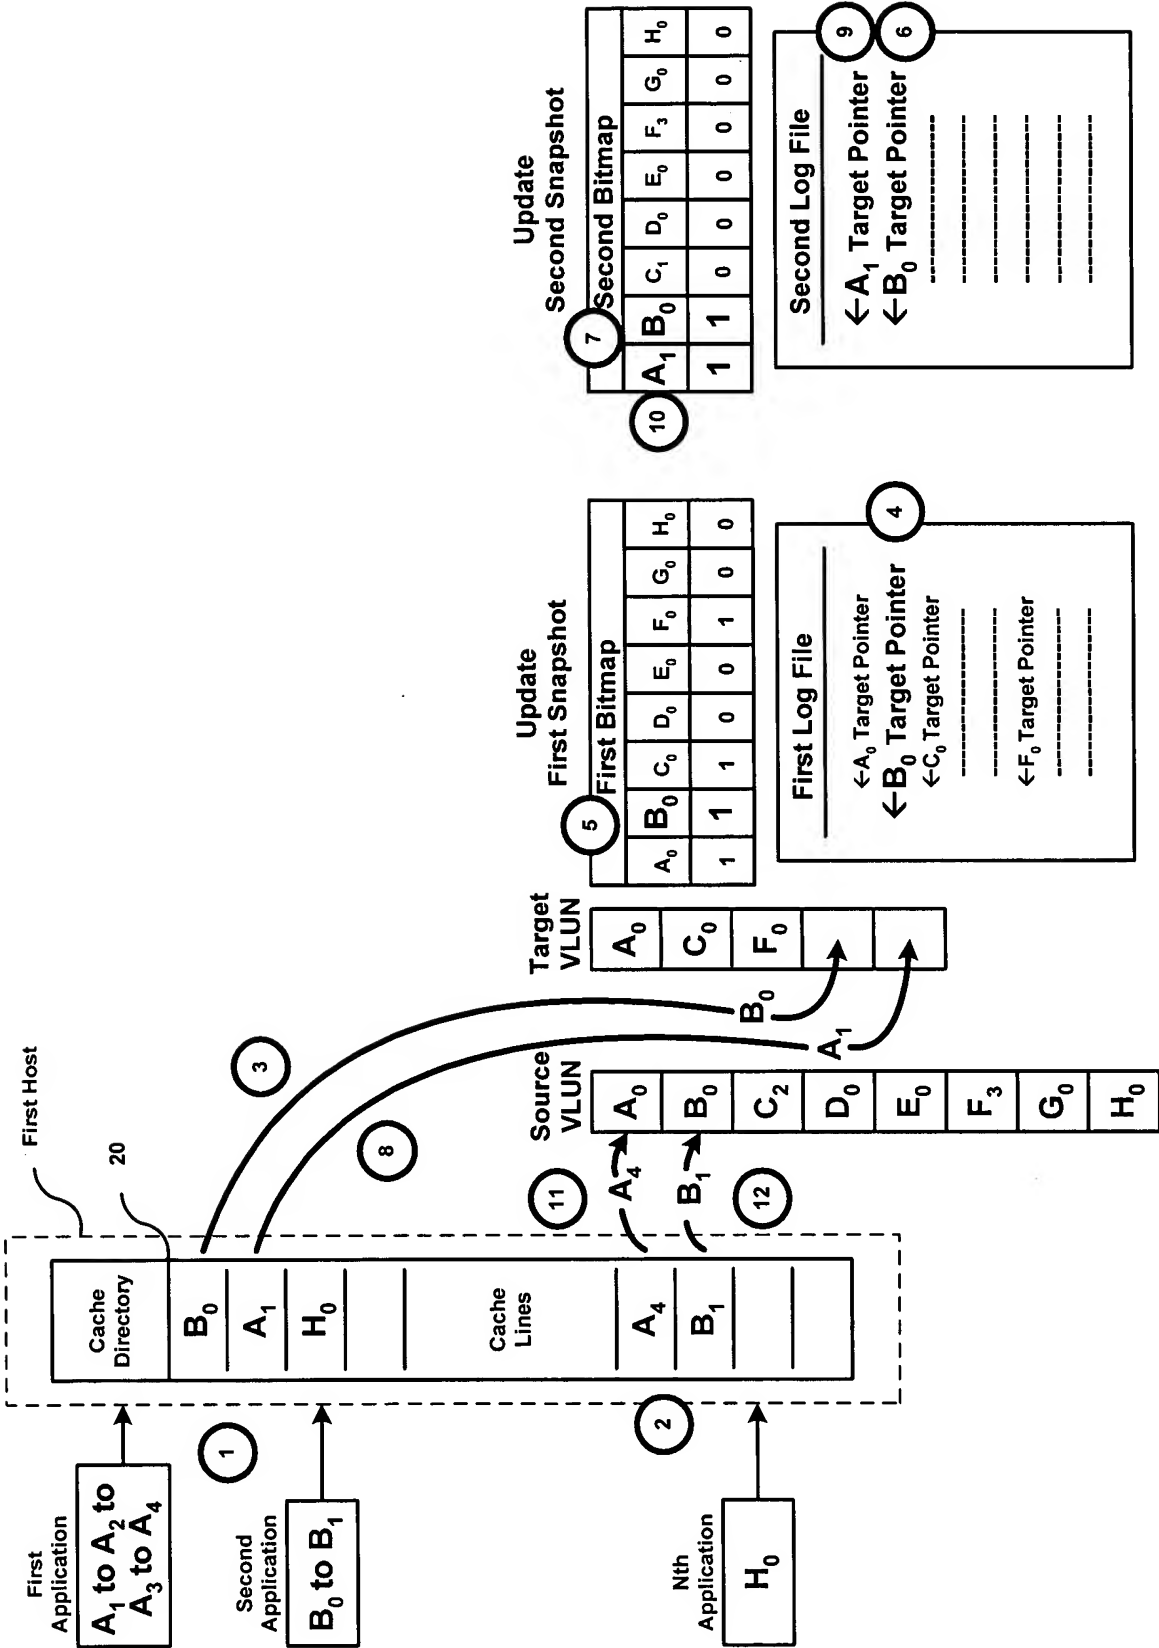 First
Application
A₁ to A₂ to
A₃ to A₄
Second
Application
B₀ to B₁
Nth
Application
H₀
1
2
First Host
20
Cache
Directory
B₀
A₁
H₀
Cache
Lines
A₄
B₁
3
8
11
12
A₄
B₁
B₀
A₁
Source
VLUN
A₀
B₀
C₂
D₀
E₀
F₃
G₀
H₀
Target
VLUN
A₀
C₀
F₀
Update
First Snapshot
First Bitmap
5
A₀ B₀ C₀ D₀ E₀ F₀ G₀ H₀
1 1 1 0 0 1 0 0
First Log File
←A₀ Target Pointer
←B₀ Target Pointer
4
←C₀ Target Pointer
←F₀ Target Pointer
Update
Second Snapshot
Second Bitmap
7
10
A₁ B₀ C₁ D₀ E₀ F₃ G₀ H₀
1 1 0 0 0 0 0 0
Second Log File
←A₁ Target Pointer
9
←B₀ Target Pointer
6